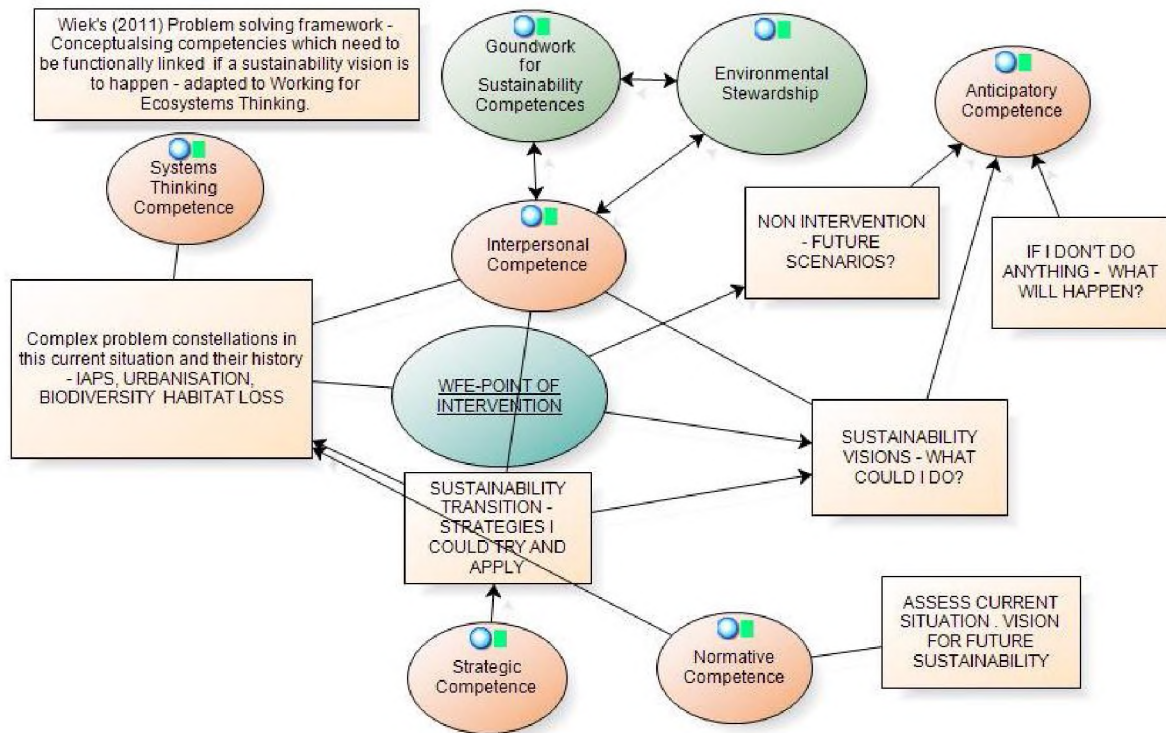 Wiek's (2011) Problem solving framework -
Conceptualsing competencies which need to
be functionally linked if a sustainability vision is
to happen - adapted to Working for
Ecosystems Thinking.
Goundwork
for
Sustainability
Competences
Environmental
Stewardship
Anticipatory
Competence
Systems
Thinking
Competence
Interpersonal
Competence
NON INTERVENTION
- FUTURE
SCENARIOS?
IF I DON'T DO
ANYTHING - WHAT
WILL HAPPEN?
Complex problem constellations in
this current situation and their history
- IAPS, URBANISATION,
BIODIVERSITY HABITAT LOSS
WFE-POINT OF
INTERVENTION
SUSTAINABILITY
VISIONS - WHAT
COULD I DO?
SUSTAINABILITY
TRANSITION -
STRATEGIES I
COULD TRY AND
APPLY
ASSESS CURRENT
SITUATION . VISION
FOR FUTURE
SUSTAINABILITY
Strategic
Competence
Normative
Competence